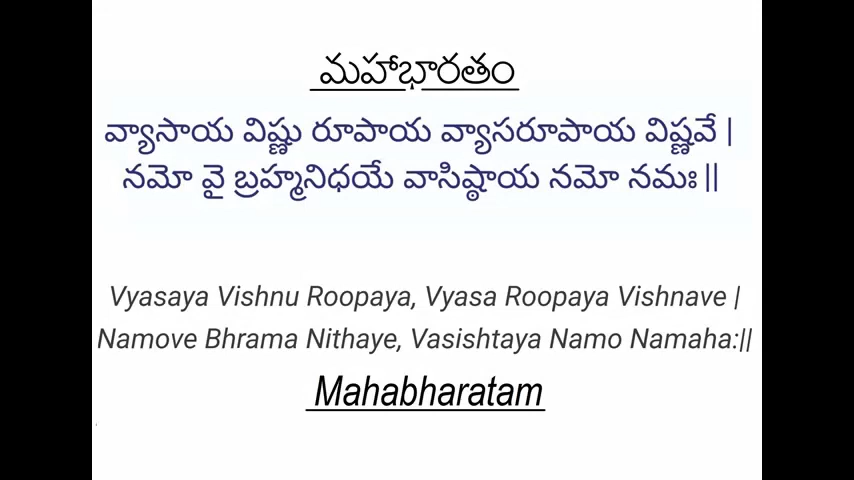 మహాభారతం
వ్యాసాయ విష్ణు రూపాయ వ్యాసరూపాయ విష్ణవే |
నమో వై బ్రహ్మనిధయే వాసిష్ఠాయ నమో నమః ||
Vyasaya Vishnu Roopaya, Vyasa Roopaya Vishnave |
Namove Bhrama Nithaye, Vasishtaya Namo Namaha:||
Mahabharatam